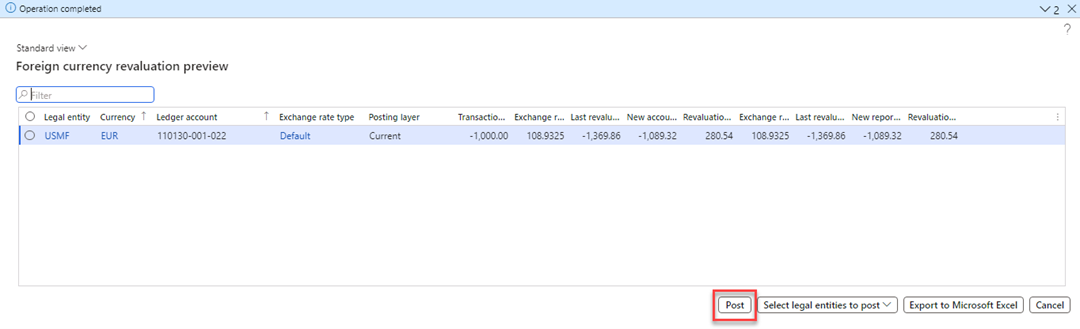 Operation completed 2
?
Standard view
Foreign currency revaluation preview
Filter
Legal entity Currency Ledger account Exchange rate type Posting layer Transactio... Exchange r... Last revalu... New accou... Revaluatio... Exchange r... Last revalu... New repor... Revaluatio...
USMF EUR 110130-001-022 Default Current -1,000.00 108.9325 -1,369.86 -1,089.32 280.54 108.9325 -1,369.86 -1,089.32 280.54
Post Select legal entities to post Export to Microsoft Excel Cancel